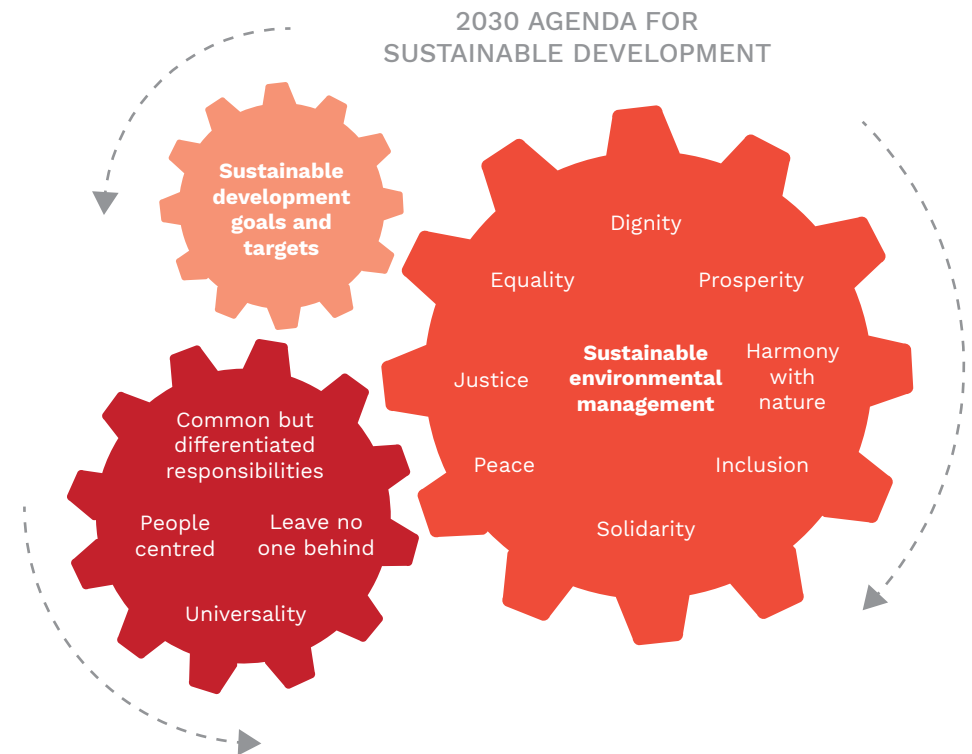 2030 AGENDA FOR
SUSTAINABLE DEVELOPMENT
Sustainable
development
goals and
targets
Dignity
Equality
Prosperity
Justice
Sustainable
environmental
management
Harmony
with
nature
Peace
Inclusion
Solidarity
Common but
differentiated
responsibilities
People
centred
Leave no
one behind
Universality